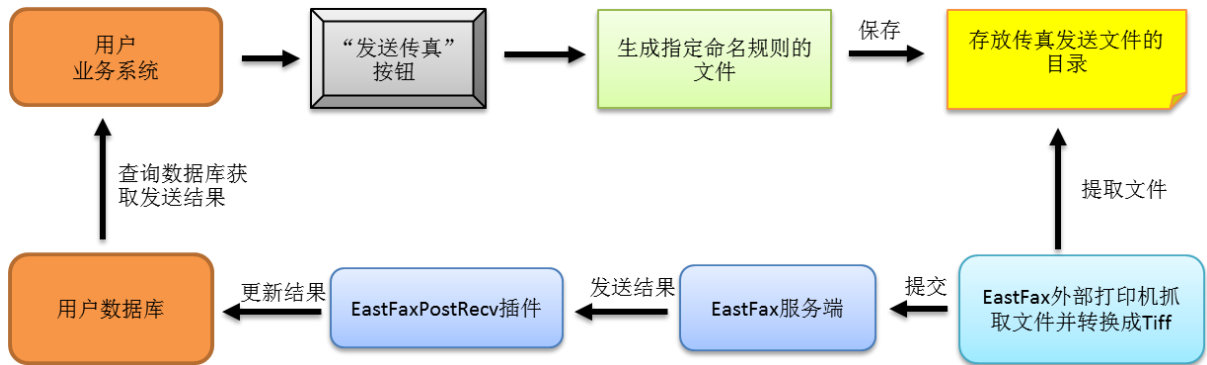 用户
业务系统
“发送传真”
按钮
生成指定命名规则的
文件
保存
存放传真发送文件的
目录
查询数据库获
取发送结果
提取文件
用户数据库
更新结果
EastFaxPostRecv插件
发送结果
EastFax服务端
提交
EastFax外部打印机抓
取文件并转换成Tiff